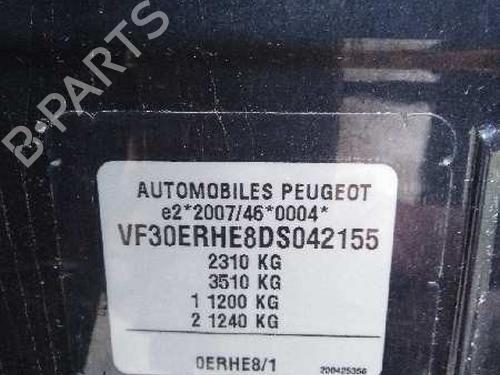 B-PARTS
AUTOMOBILES PEUGEOT
e2*2007/46*0004*
VF30ERHE8DS042155
2310 KG
3510 KG
1 1200 KG
2 1240 KG
0ERHE8/1
200425356